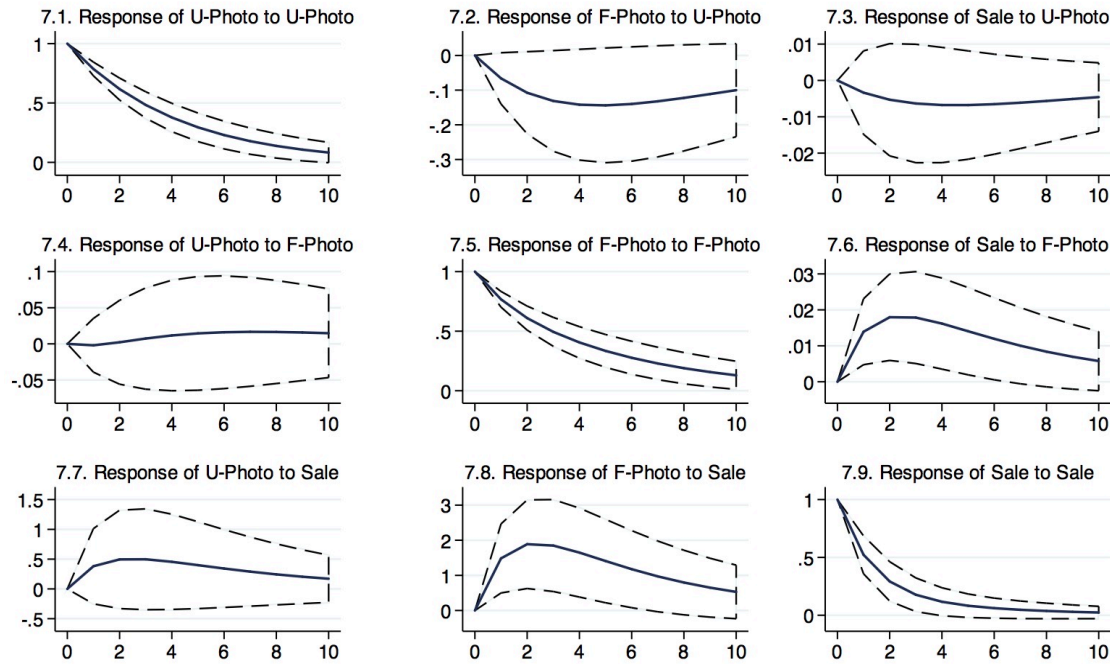 7.1. Response of U-Photo to U-Photo
1
.5
0
0 2 4 6 8 10
7.2. Response of F-Photo to U-Photo
0
-.1
-.2
-.3
0 2 4 6 8 10
7.3. Response of Sale to U-Photo
.01
0
-.01
-.02
0 2 4 6 8 10
7.4. Response of U-Photo to F-Photo
.1
.05
0
-.05
0 2 4 6 8 10
7.5. Response of F-Photo to F-Photo
1
.5
0
0 2 4 6 8 10
7.6. Response of Sale to F-Photo
.03
.02
.01
0
0 2 4 6 8 10
7.7. Response of U-Photo to Sale
1.5
1
.5
0
-.5
0 2 4 6 8 10
7.8. Response of F-Photo to Sale
3
2
1
0
0 2 4 6 8 10
7.9. Response of Sale to Sale
1
.5
0
0 2 4 6 8 10